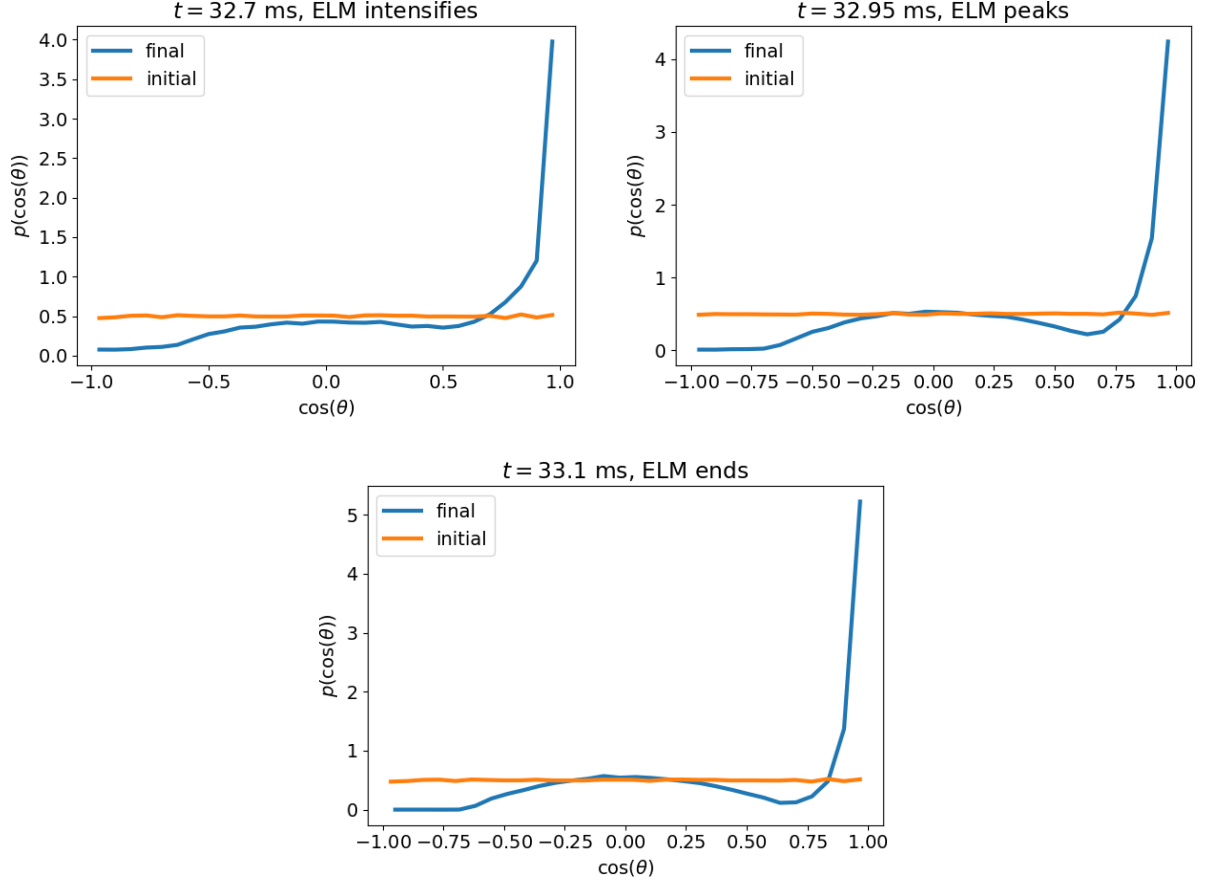 t = 32.7 ms, ELM intensifies
final
initial
4.0
3.5
3.0
2.5
2.0
1.5
1.0
0.5
0.0
p(cos(θ))
−1.0 −0.5 0.0 0.5 1.0
cos(θ)
t = 32.95 ms, ELM peaks
final
initial
4
3
2
1
0
p(cos(θ))
−1.00 −0.75 −0.50 −0.25 0.00 0.25 0.50 0.75 1.00
cos(θ)
t = 33.1 ms, ELM ends
final
initial
5
4
3
2
1
0
p(cos(θ))
−1.00 −0.75 −0.50 −0.25 0.00 0.25 0.50 0.75 1.00
cos(θ)